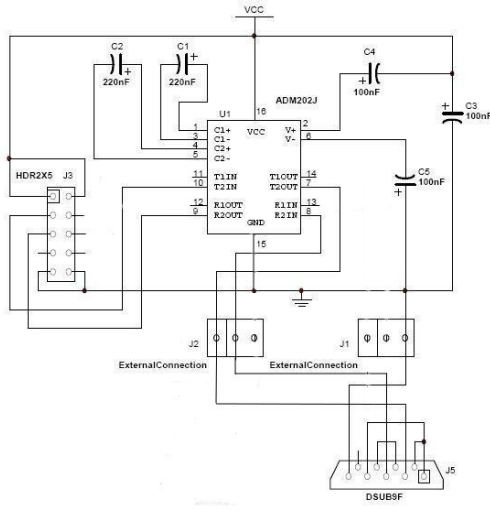 VCC
C2
C1
C4
220nF
220nF
100nF
C3
100nF
ADM202J
U1
16
VCC
1
3
4
5
C1+
C1-
C2+
C2-
V+
V-
2
6
C5
100nF
HDR2X5
J3
11
10
T1IN
T2IN
T1OUT
T2OUT
14
7
12
9
R1OUT
R2OUT
R1IN
R2IN
13
8
GND
15
J2
J1
ExternalConnection
ExternalConnection
J5
DSUB9F